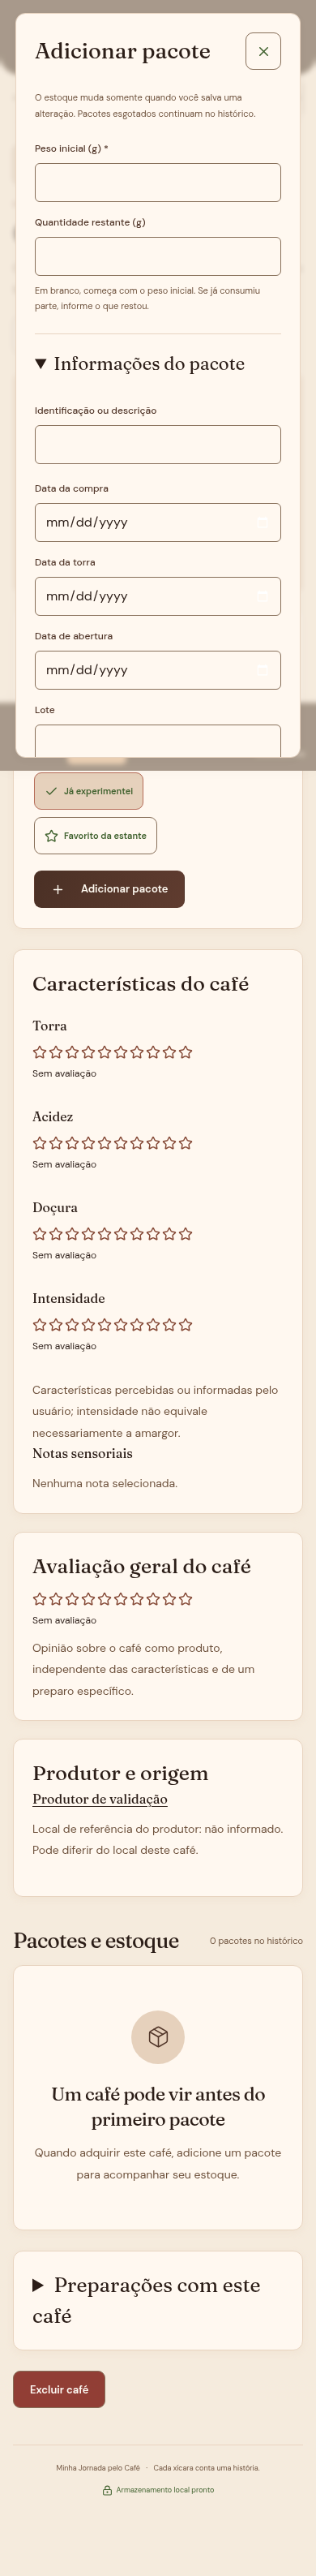 Adicionar pacote
O estoque muda somente quando você salva uma
alteração. Pacotes esgotados continuam no histórico.
Peso inicial (g) *
Quantidade restante (g)
Em branco, começa com o peso inicial. Se já consumiu
parte, informe o que restou.
Informações do pacote
Identificação ou descrição
Data da compra
mm/dd/yyyy
Data da torra
mm/dd/yyyy
Data de abertura
mm/dd/yyyy
Lote
Já experimentei
Favorito da estante
Adicionar pacote
Características do café
Torra
Sem avaliação
Acidez
Sem avaliação
Doçura
Sem avaliação
Intensidade
Sem avaliação
Características percebidas ou informadas pelo
usuário; intensidade não equivale
necessariamente a amargor.
Notas sensoriais
Nenhuma nota selecionada.
Avaliação geral do café
Sem avaliação
Opinião sobre o café como produto,
independente das características e de um
preparo específico.
Produtor e origem
Produtor de validação
Local de referência do produtor: não informado.
Pode diferir do local deste café.
Pacotes e estoque 0 pacotes no histórico
Um café pode vir antes do
primeiro pacote
Quando adquirir este café, adicione um pacote
para acompanhar seu estoque.
Preparações com este
café
Excluir café
Minha Jornada pelo Café · Cada xícara conta uma história.
Armazenamento local pronto